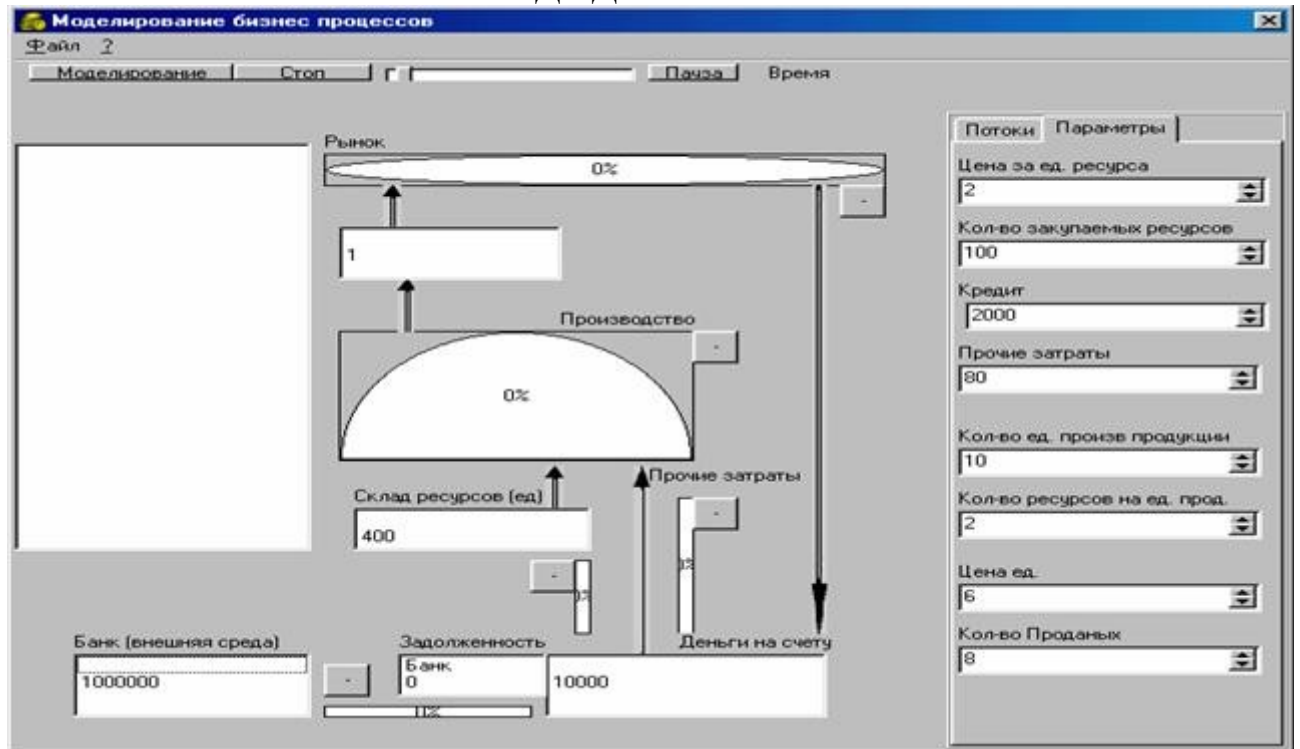 Моделирование бизнес процессов
Файл ?
Моделирование Стоп Пауза Время
Потоки Параметры
Рынок
0%
1
Производство
0%
Прочие затраты
Склад ресурсов (ед)
400
0%
0%
Банк (внешняя среда)
1000000
Задолженность
Банк
0
0%
Деньги на счету
10000
Цена за ед. ресурса
2
Кол-во закупаемых ресурсов
100
Кредит
2000
Прочие затраты
80
Кол-во ед. произв продукции
10
Кол-во ресурсов на ед. прод.
2
Цена ед.
6
Кол-во Проданых
8